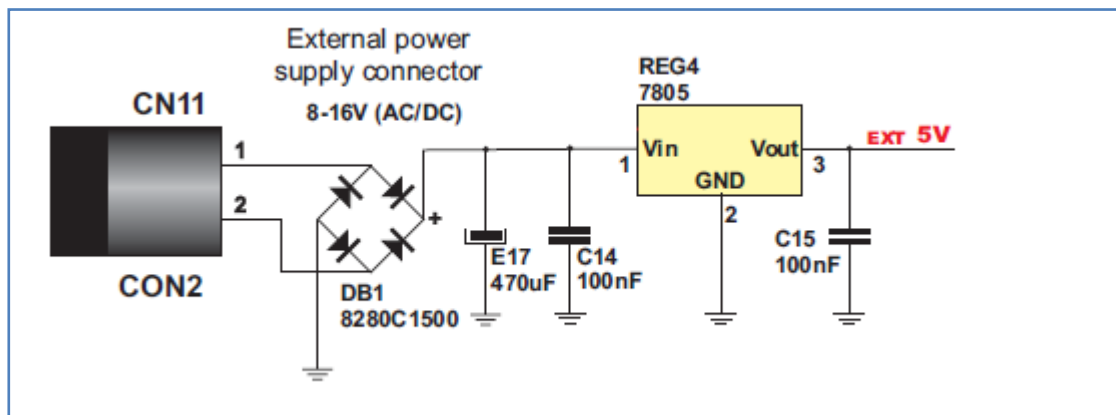 External power
supply connector
8-16V (AC/DC)
CN11
1
2
CON2
+
DB1
8280C1500
E17
470uF
C14
100nF
REG4
7805
1
Vin
Vout
3
GND
2
EXT 5V
C15
100nF